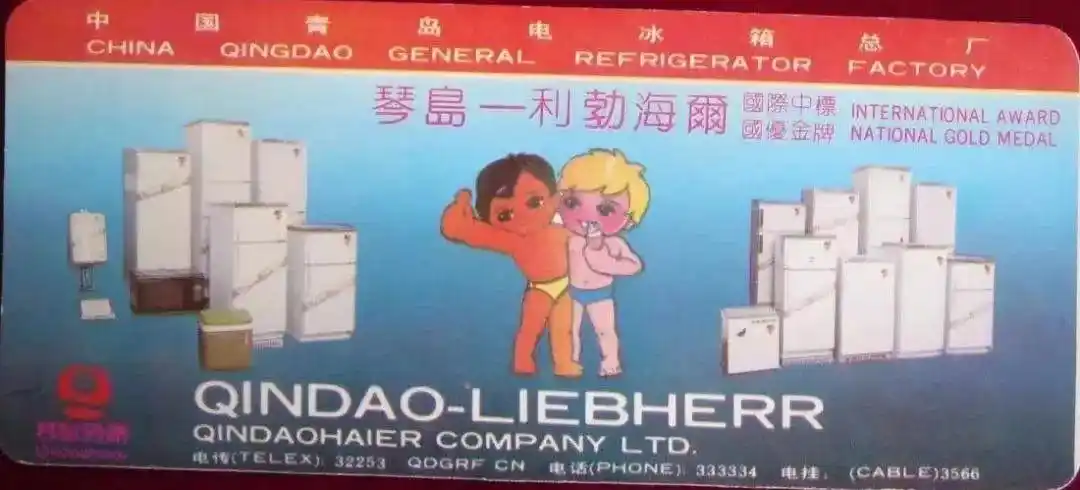 中国青岛电冰箱总厂
CHINA QINGDAO GENERAL REFRIGERATOR FACTORY
琴島一利勃海爾
國際中標 INTERNATIONAL AWARD
國優金牌 NATIONAL GOLD MEDAL
QINDAO-LIEBHERR
QINDAOHAIER COMPANY LTD.
电传(TELEX): 32253 QDGRF CN 电话(PHONE): 333334 电挂: (CABLE)3566